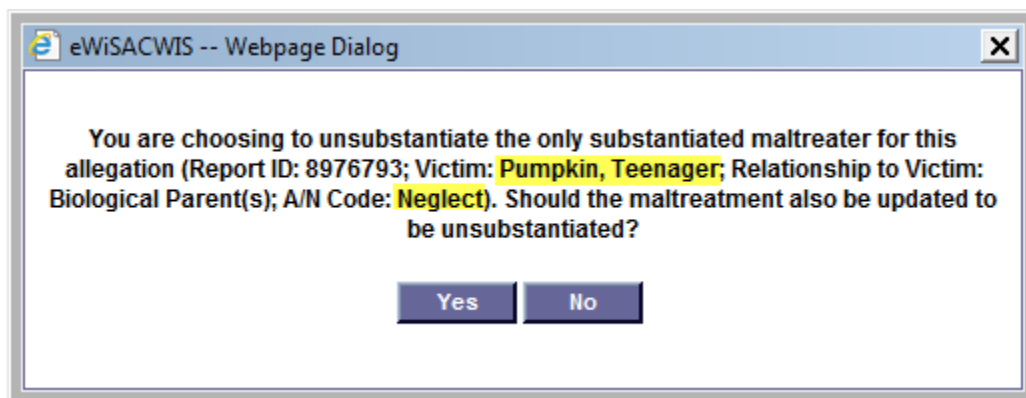 eWiSACWIS -- Webpage Dialog
You are choosing to unsubstantiate the only substantiated maltreater for this
allegation (Report ID: 8976793; Victim: Pumpkin, Teenager; Relationship to Victim:
Biological Parent(s); A/N Code: Neglect). Should the maltreatment also be updated to
be unsubstantiated?
Yes No